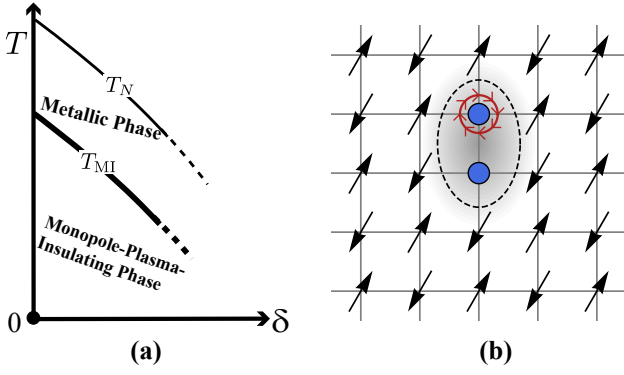 T
T_N
Metallic Phase
T_MI
Monopole-Plasma-
Insulating Phase
0
δ
(a)
(b)